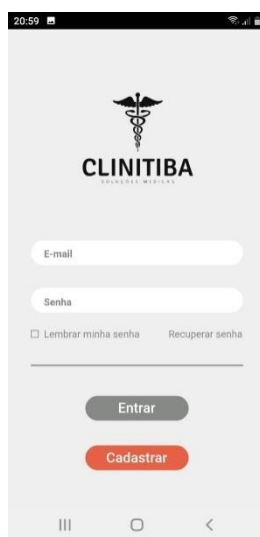 20:59
CLINITIBA
SOLUÇÕES MÉDICAS
E-mail
Senha
Lembrar minha senha Recuperar senha
Entrar
Cadastrar